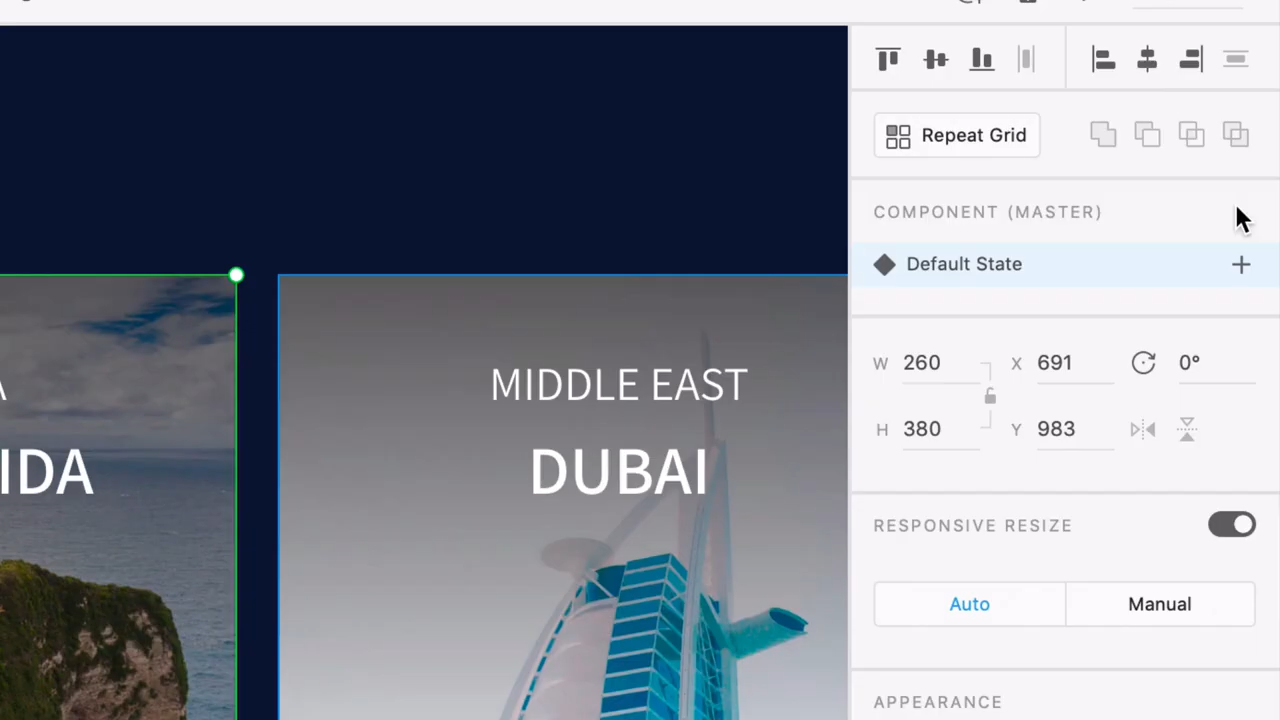 Repeat Grid
COMPONENT (MASTER)
Default State
W 260 X 691 0°
H 380 Y 983
RESPONSIVE RESIZE
Auto Manual
APPEARANCE
MIDDLE EAST
DUBAI
IDA